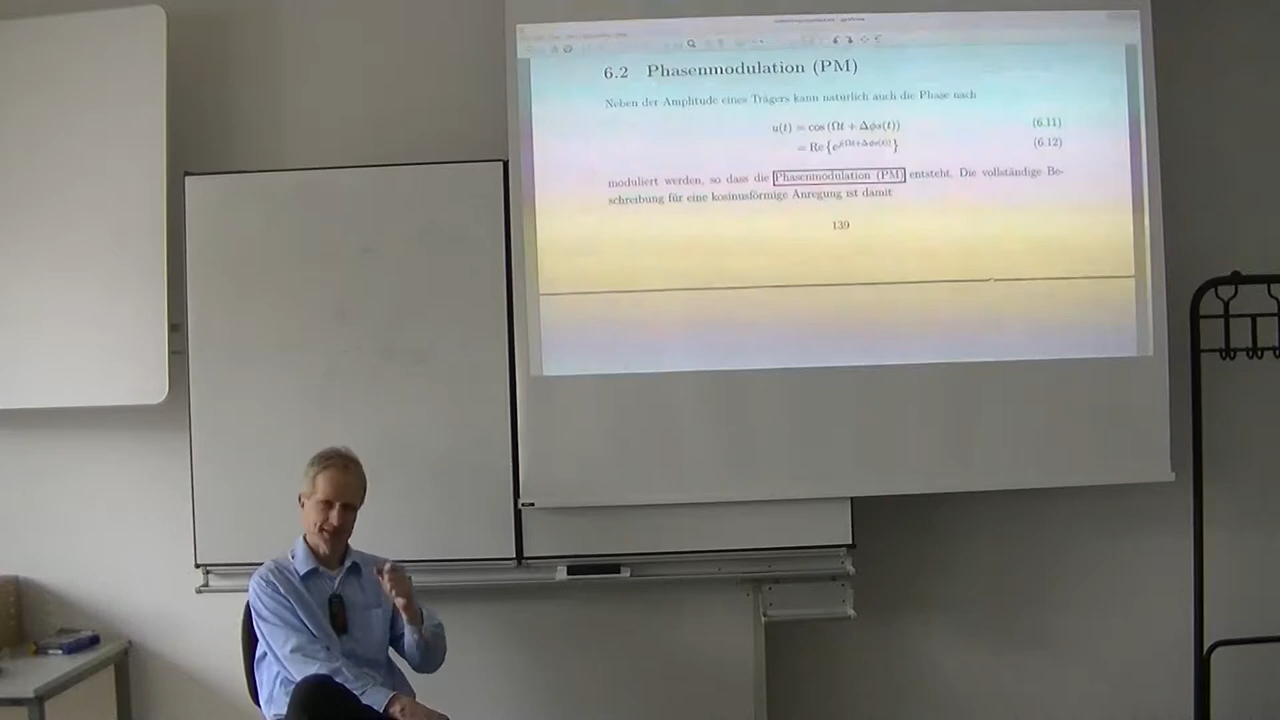 6.2 Phasenmodulation (PM)
Neben der Amplitude eines Trägers kann natürlich auch die Phase nach
u(t) = cos (Ωt + Δϕs(t)) (6.11)
= Re {e^{j(Ωt+Δϕs(t))}} (6.12)
moduliert werden, so dass die Phasenmodulation (PM) entsteht. Die vollständige Be-
schreibung für eine kosinusförmige Anregung ist damit
139